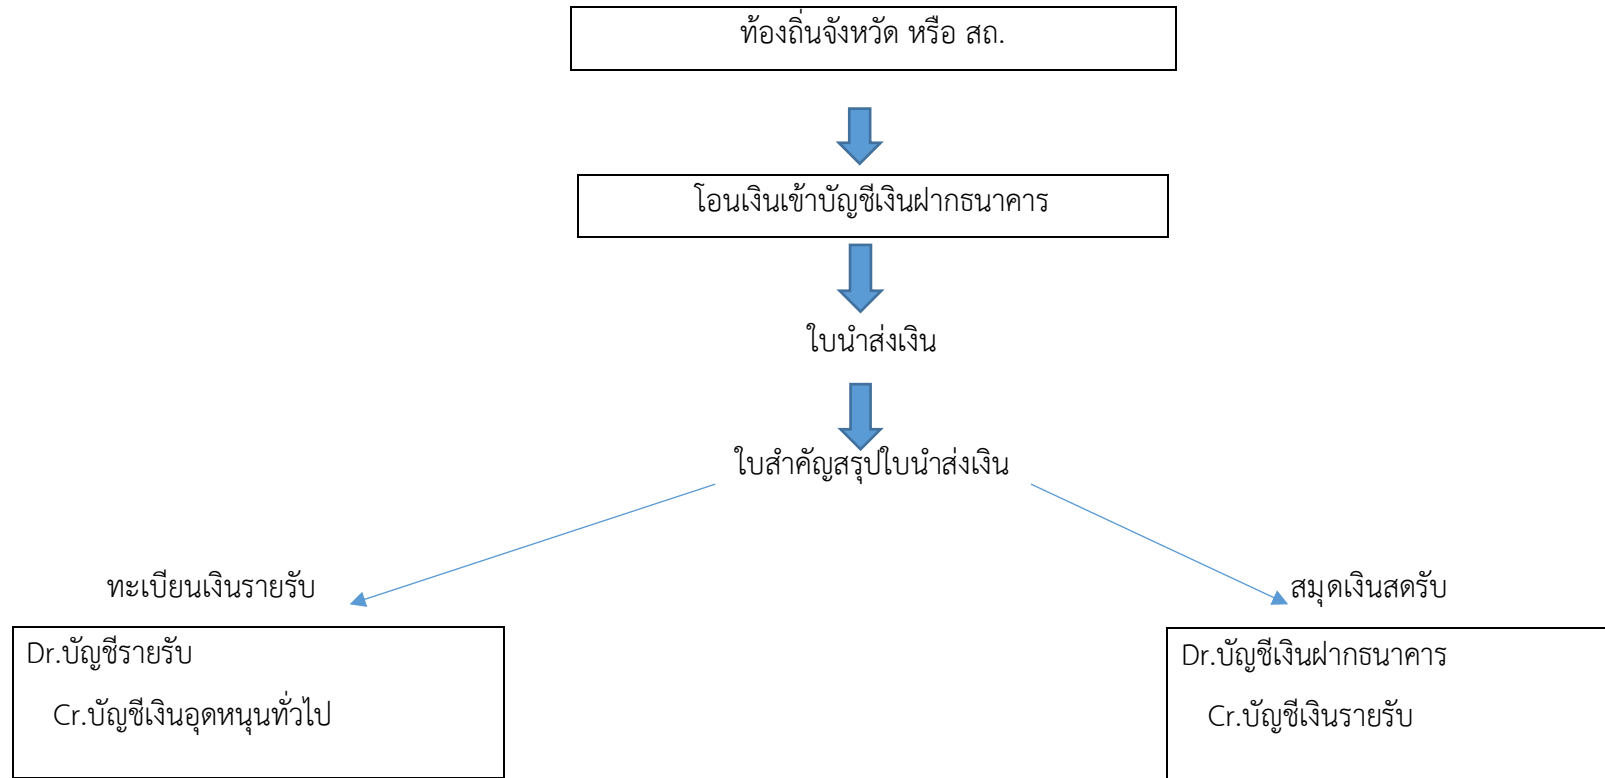 ท้องถิ่นจังหวัด หรือ สถ.
โอนเงินเข้าบัญชีเงินฝากธนาคาร
ใบนำส่งเงิน
ใบสำคัญสรุปใบนำส่งเงิน
ทะเบียนเงินรายรับ
Dr.บัญชีรายรับ
Cr.บัญชีเงินอุดหนุนทั่วไป
สมุดเงินสดรับ
Dr.บัญชีเงินฝากธนาคาร
Cr.บัญชีเงินรายรับ